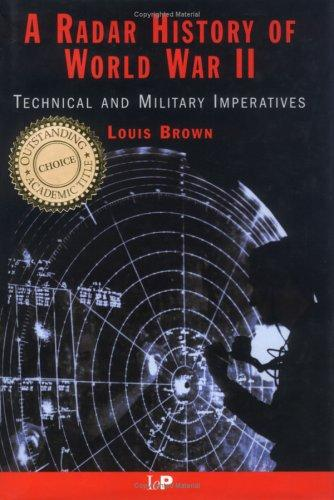 A RADAR HISTORY OF
WORLD WAR II
TECHNICAL AND MILITARY IMPERATIVES
LOUIS BROWN
OUTSTANDING
CHOICE
ACADEMIC TITLE
IoP